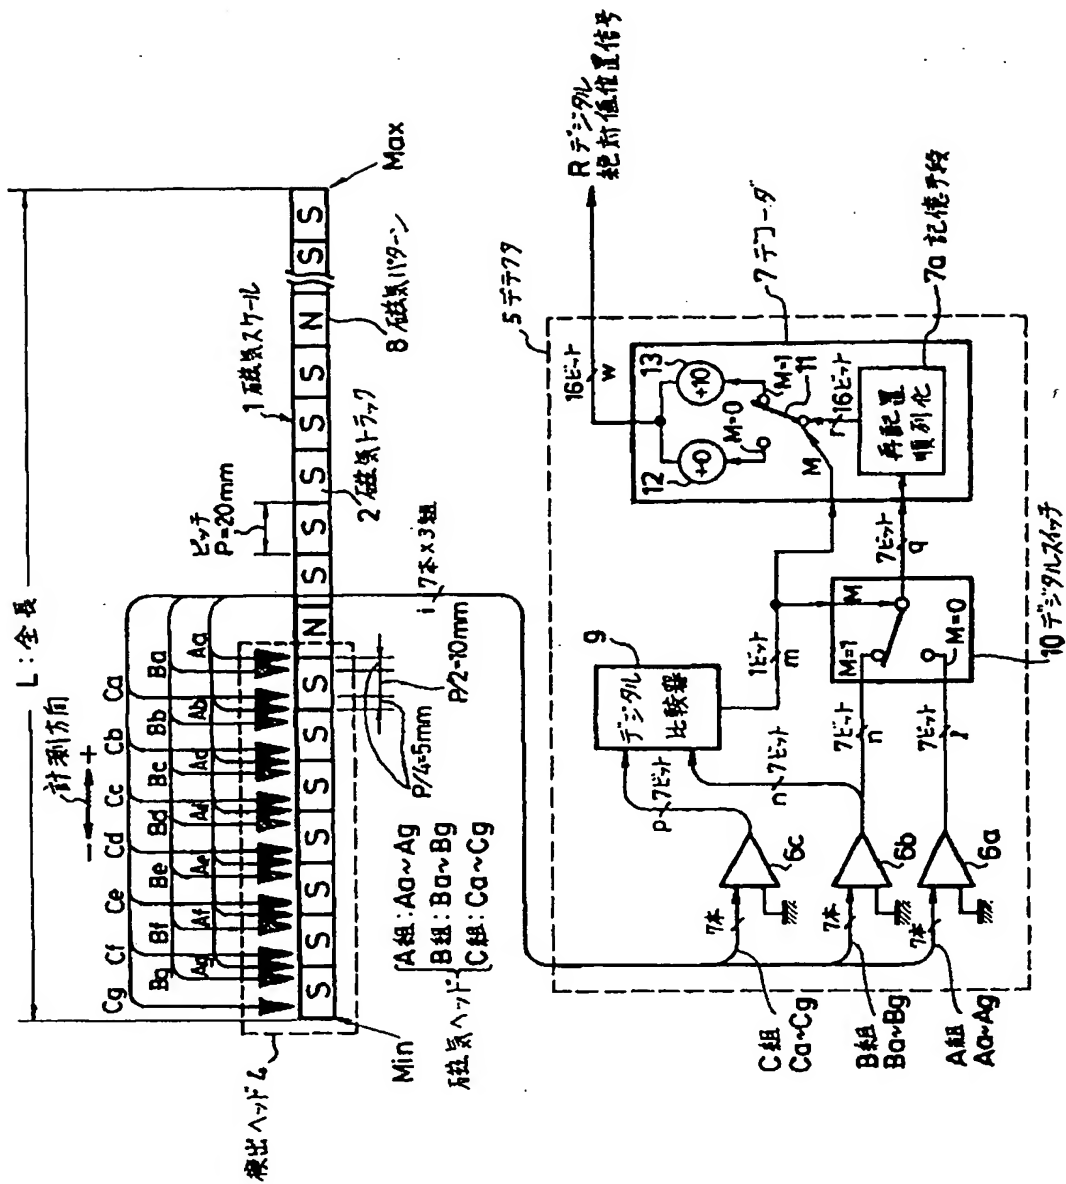 L:全長
計測方向
- +
Ca
Cb
Cc
Cd
Ce
Cf
Cg
Ba
Bb
Bc
Bd
Be
Bf
Bg
Aa
Ab
Ac
Ad
Ae
Af
Ag
検出ヘッド4
S S S S S S S N S S S S S N S S
Min
Max
ピッチ
P=20mm
1磁気スケール
2磁気トラック
8磁気パターン
P/4=5mm
P/2=10mm
i 7本×3組
磁気ヘッド
A組:Aa~Ag
B組:Ba~Bg
C組:Ca~Cg
5デテクタ
C組
Ca~Cg
B組
Ba~Bg
A組
Aa~Ag
7本
7本
7本
6c
6b
6a
p 7ビット
n 7ビット
7ビット
n
7ビット
ℓ
9
デジタル
比較器
1ビット
m
M=1
M
M=0
10デジタルスイッチ
7ビット
q
7デコーダ
再配置
順列化
7a記憶手段
r 16ビット
M
11
M=0
M=1
12
+0
13
+10
16ビット
w
Rデジタル
絶対値位置信号